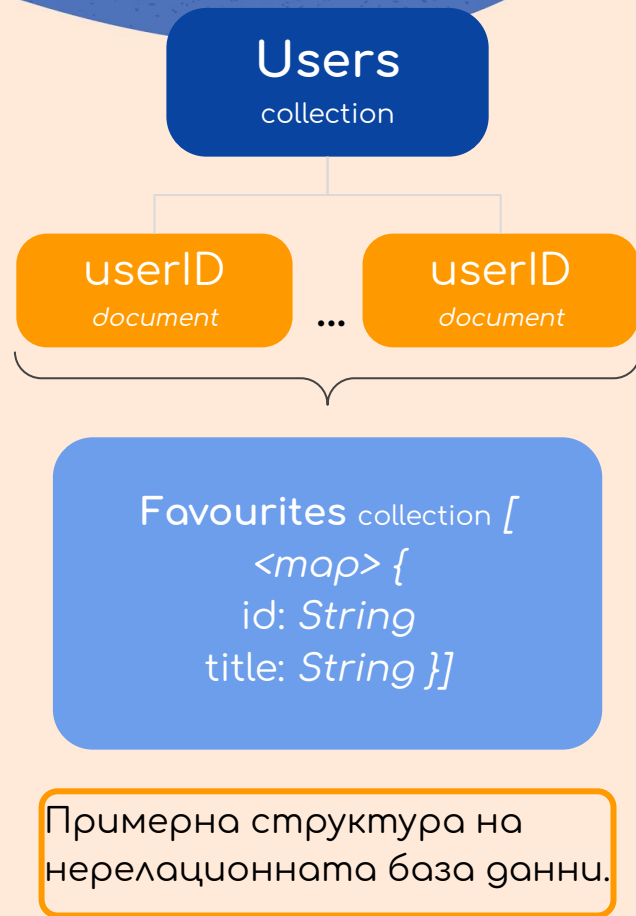 Users
collection
userID
document
...
userID
document
Favourites collection [
<map> {
id: String
title: String }]
Примерна структура на
нерелационната база данни.